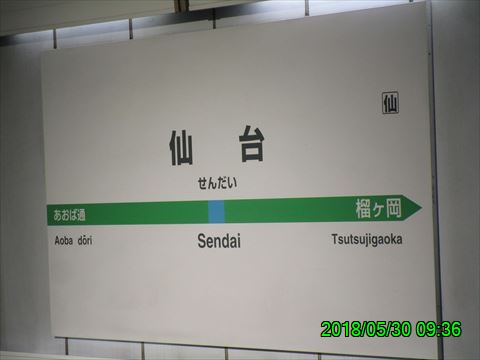 仙
仙台
せんだい
あおば通 榴ヶ岡
Aoba dōri Sendai Tsutsujigaoka
2018/05/30 09:36